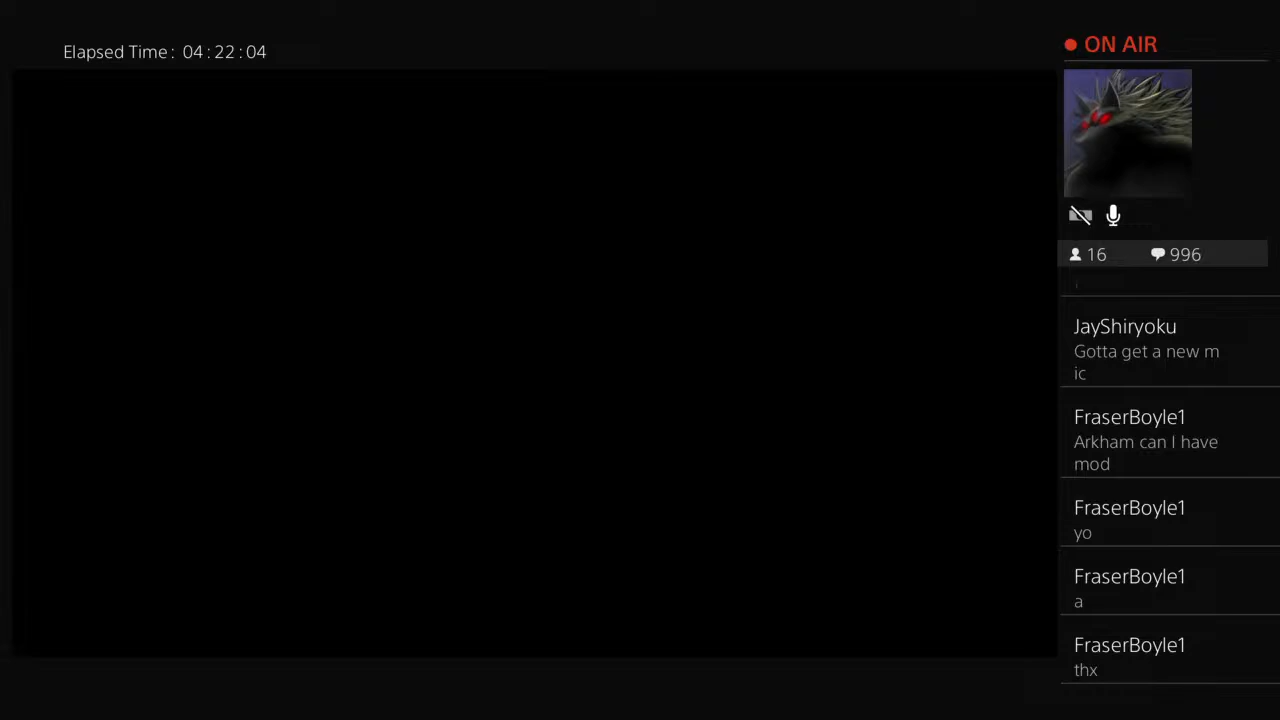 Elapsed Time: 04:22:04
ON AIR
16 996
JayShiryoku
Gotta get a new m
ic
FraserBoyle1
Arkham can I have
mod
FraserBoyle1
yo
FraserBoyle1
a
FraserBoyle1
thx